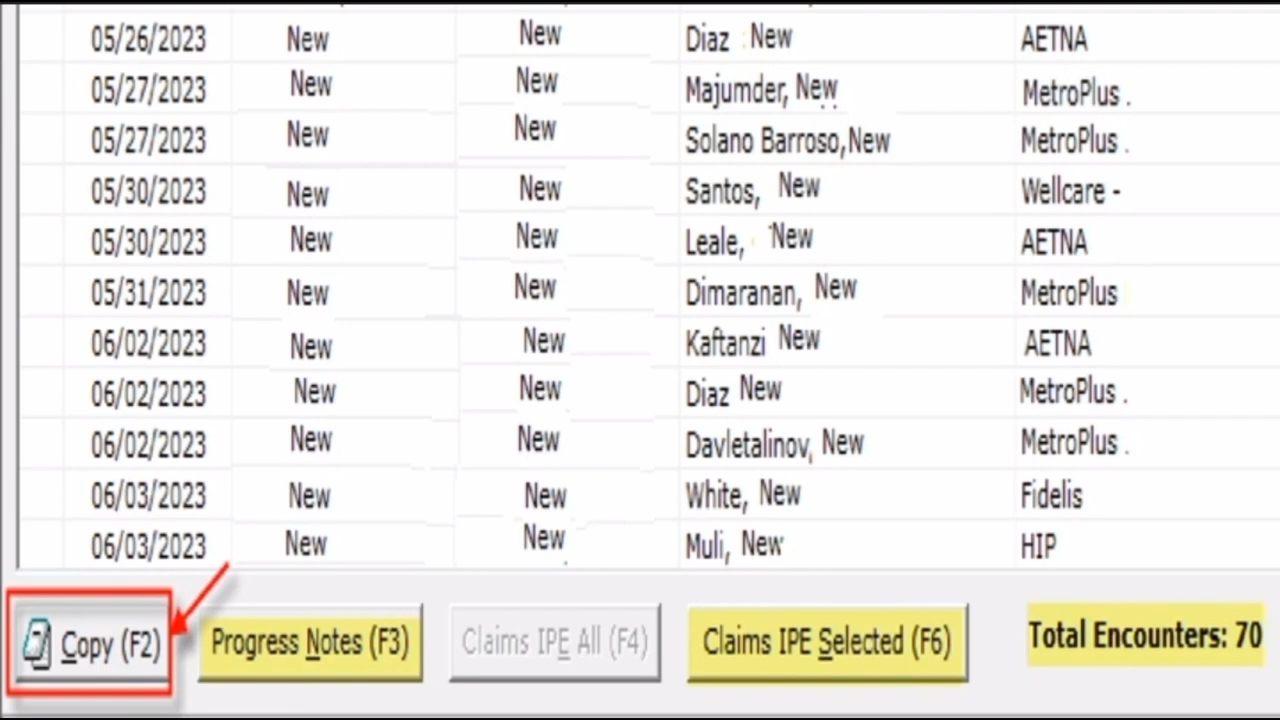 05/26/2023 New New Diaz New AETNA
05/27/2023 New New Majumder, New MetroPlus .
05/27/2023 New New Solano Barroso,New MetroPlus .
05/30/2023 New New Santos, New Wellcare -
05/30/2023 New New Leale, New AETNA
05/31/2023 New New Dimaranan, New MetroPlus
06/02/2023 New New Kaftanzi New AETNA
06/02/2023 New New Diaz New MetroPlus .
06/02/2023 New New Davletalinov, New MetroPlus .
06/03/2023 New New White, New Fidelis
06/03/2023 New New Muli, New HIP
Copy (F2) Progress Notes (F3) Claims IPE All (F4) Claims IPE Selected (F6) Total Encounters: 70